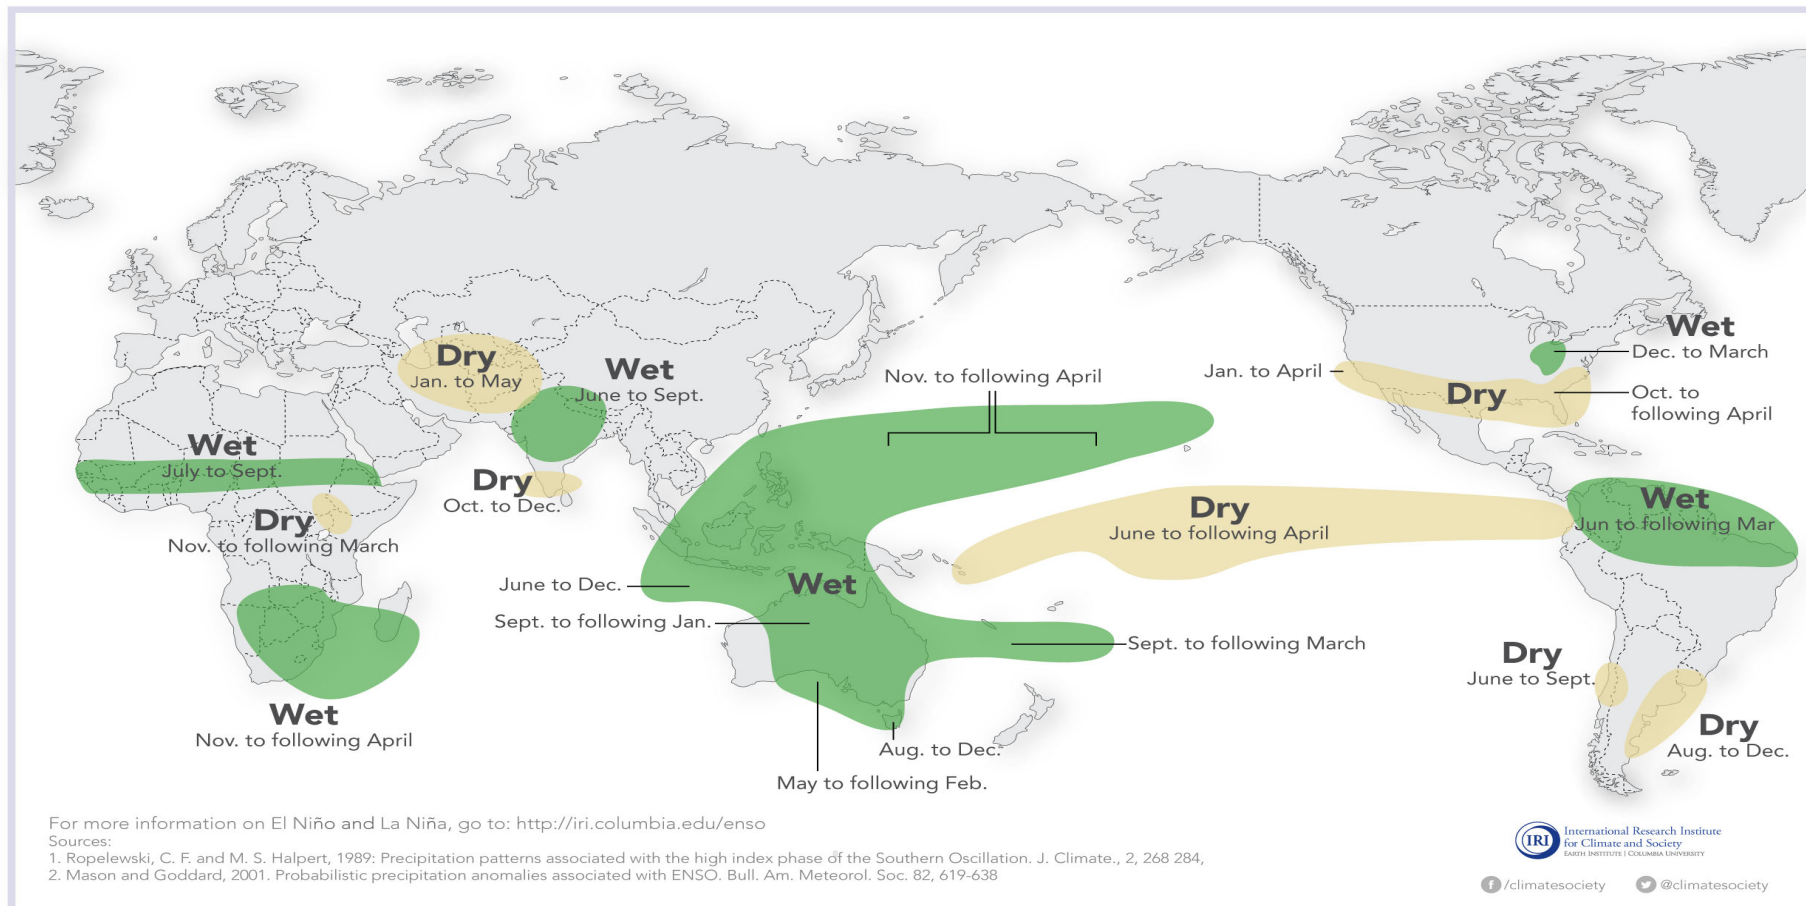 Dry
Jan. to May
Wet
June to Sept.
Nov. to following April
Jan. to April
Dry
Wet
Dec. to March
Oct. to
following April
Wet
July to Sept.
Dry
Oct. to Dec.
Dry
Nov. to following March
Dry
June to following April
Wet
Jun to following Mar
June to Dec.
Wet
Sept. to following Jan.
Sept. to following March
Dry
June to Sept.
Wet
Nov. to following April
Aug. to Dec.
May to following Feb.
Dry
Aug. to Dec.
For more information on El Niño and La Niña, go to: http://iri.columbia.edu/enso
Sources:
1. Ropelewski, C. F. and M. S. Halpert, 1989: Precipitation patterns associated with the high index phase of the Southern Oscillation. J. Climate., 2, 268 284,
2. Mason and Goddard, 2001. Probabilistic precipitation anomalies associated with ENSO. Bull. Am. Meteorol. Soc. 82, 619-638
IRI
International Research Institute
for Climate and Society
EARTH INSTITUTE | COLUMBIA UNIVERSITY
f /climatesociety
@climatesociety